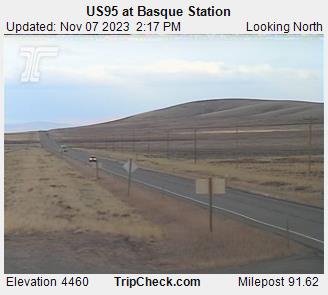 US95 at Basque Station
Updated: Nov 07 2023 2:17 PM Looking North
Elevation 4460 TripCheck.com Milepost 91.62